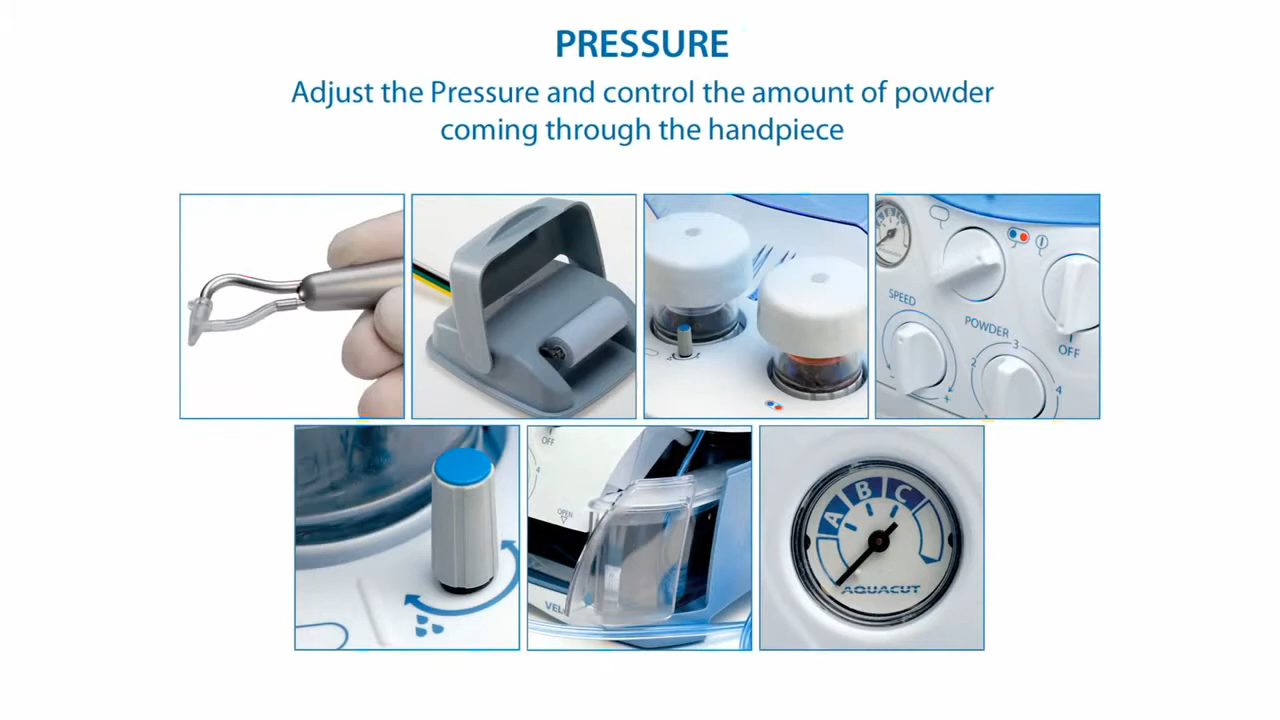 PRESSURE
Adjust the Pressure and control the amount of powder
coming through the handpiece
SPEED
POWDER
3
2
4
OFF
- +
OFF
4
OPEN
VEL
A B C
AQUACUT